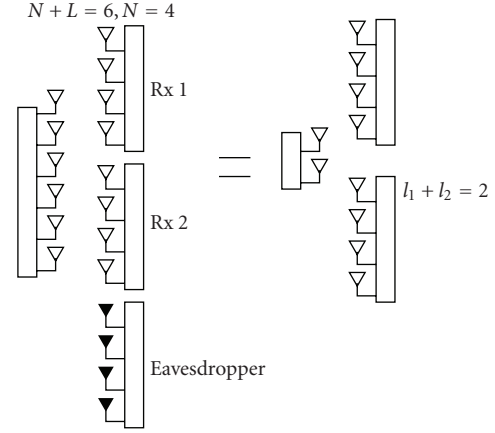 N + L = 6, N = 4
Rx 1
Rx 2
l₁ + l₂ = 2
Eavesdropper